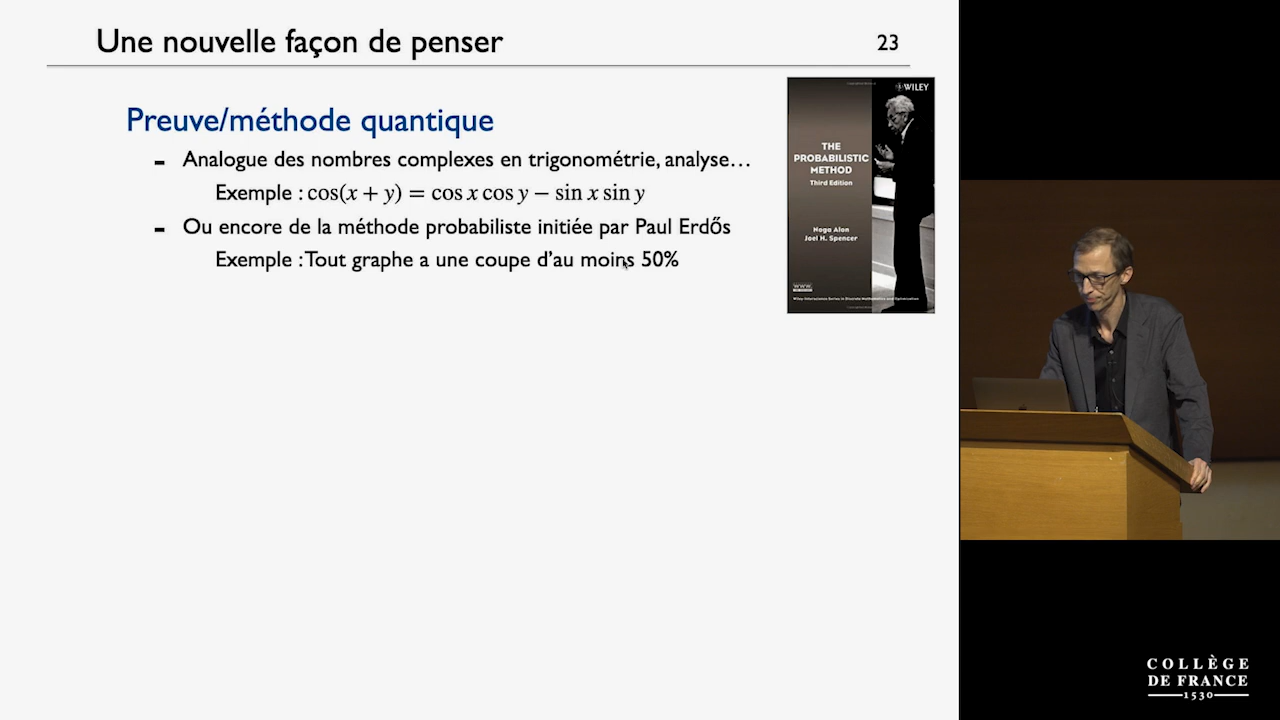 Une nouvelle façon de penser
23
Preuve/méthode quantique
- Analogue des nombres complexes en trigonométrie, analyse…
Exemple : cos(x + y) = cos x cos y − sin x sin y
- Ou encore de la méthode probabiliste initiée par Paul Erdős
Exemple : Tout graphe a une coupe d’au moins 50%
WILEY
THE
PROBABILISTIC
METHOD
Third Edition
Noga Alon
Joel H. Spencer
Wiley-Interscience Series in Discrete Mathematics and Optimization
COLLÈGE
DE FRANCE
1530